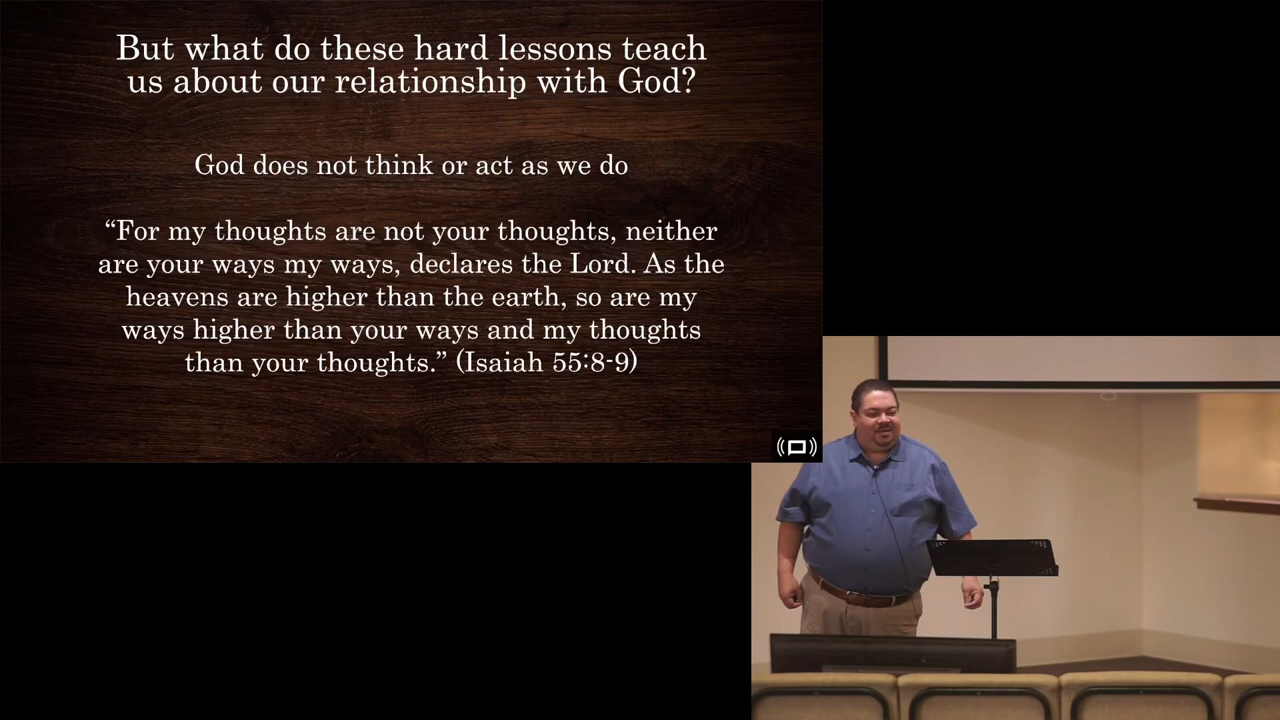 But what do these hard lessons teach
us about our relationship with God?
God does not think or act as we do
“For my thoughts are not your thoughts, neither
are your ways my ways, declares the Lord. As the
heavens are higher than the earth, so are my
ways higher than your ways and my thoughts
than your thoughts.” (Isaiah 55:8-9)